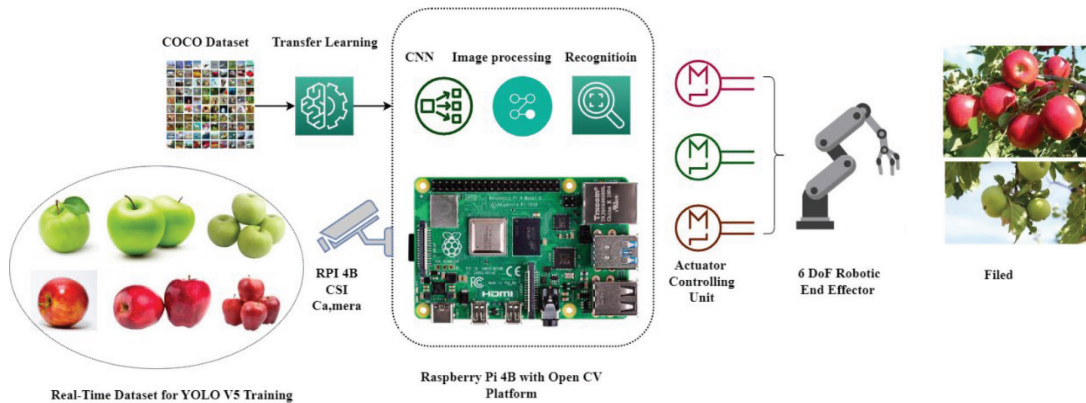 COCO Dataset
Transfer Learning
CNN
Image processing
Recognitioin
RPI 4B
CSI
Ca,mera
HDMI
Actuator
Controlling
Unit
6 DoF Robotic
End Effector
Filed
Real-Time Dataset for YOLO V5 Training
Raspberry Pi 4B with Open CV
Platform